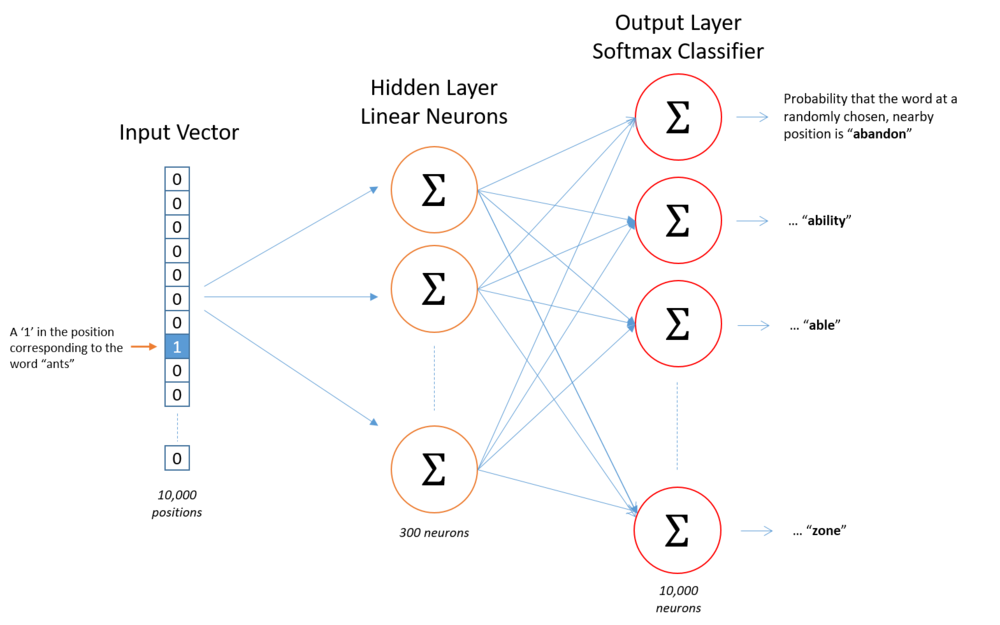 Output Layer
Softmax Classifier
Hidden Layer
Linear Neurons
Input Vector
0
0
0
0
0
0
0
1
0
0
0
A ‘1’ in the position
corresponding to the
word “ants”
10,000
positions
Σ
Σ
Σ
300 neurons
Σ
Σ
Σ
Σ
10,000
neurons
Probability that the word at a
randomly chosen, nearby
position is “abandon”
... “ability”
... “able”
... “zone”